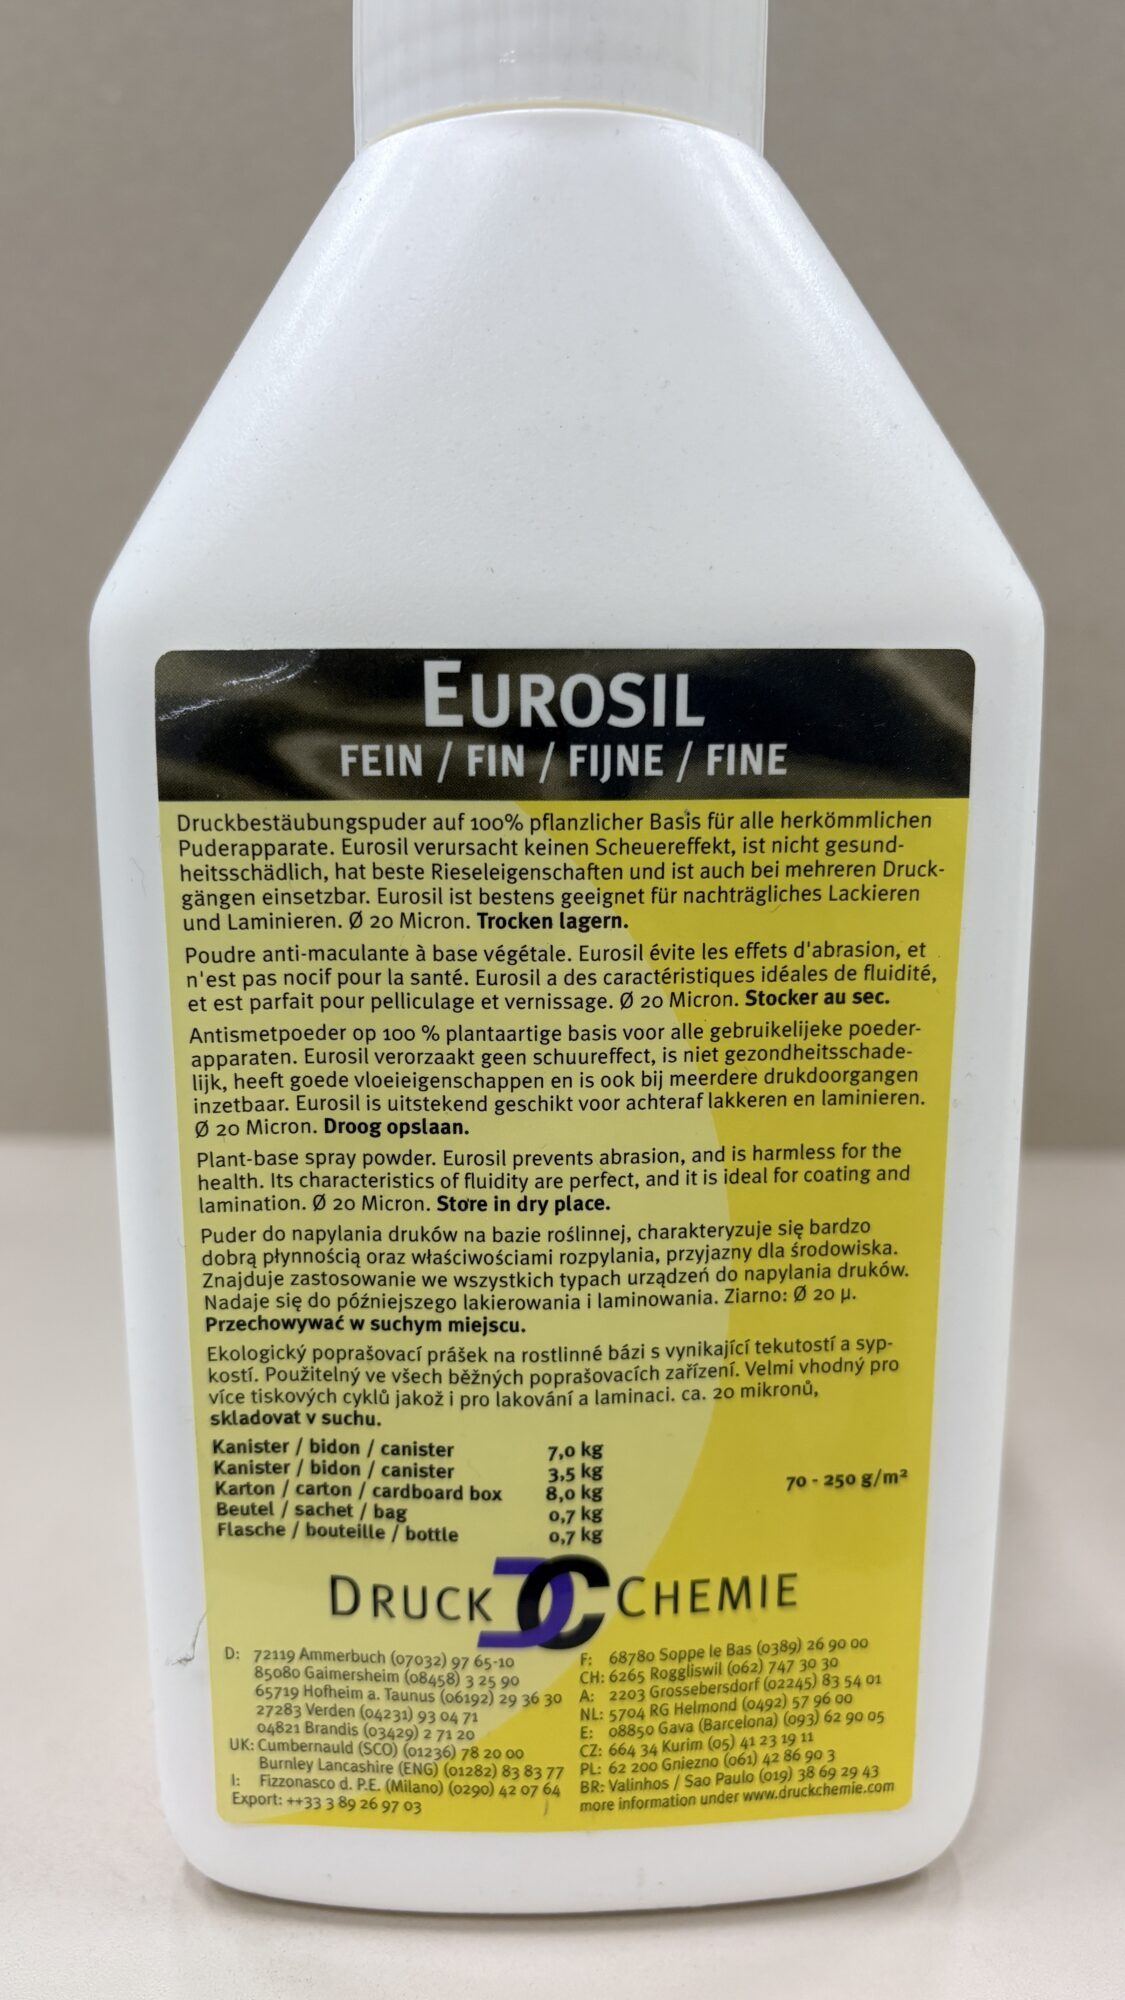 EUROSIL
FEIN / FIN / FIJNE / FINE
Druckbestäubungspuder auf 100% pflanzlicher Basis für alle herkömmlichen
Puderapparate. Eurosil verursacht keinen Scheuereffekt, ist nicht gesund-
heitsschädlich, hat beste Rieseleigenschaften und ist auch bei mehreren Druck-
gängen einsetzbar. Eurosil ist bestens geeignet für nachträgliches Lackieren
und Laminieren. Ø 20 Micron. Trocken lagern.
Poudre anti-maculante à base végétale. Eurosil évite les effets d'abrasion, et
n'est pas nocif pour la santé. Eurosil a des caractéristiques idéales de fluidité,
et est parfait pour pelliculage et vernissage. Ø 20 Micron. Stocker au sec.
Antismetpoeder op 100 % plantaartige basis voor alle gebruikelijeke poeder-
apparaten. Eurosil verorzaakt geen schuureffect, is niet gezondheitsschade-
lijk, heeft goede vloeieigenschappen en is ook bij meerdere drukdoorgangen
inzetbaar. Eurosil is uitstekend geschikt voor achteraf lakkeren en laminieren.
Ø 20 Micron. Droog opslaan.
Plant-base spray powder. Eurosil prevents abrasion, and is harmless for the
health. Its characteristics of fluidity are perfect, and it is ideal for coating and
lamination. Ø 20 Micron. Store in dry place.
Puder do napylania druków na bazie roślinnej, charakteryzuje się bardzo
dobrą płynnością oraz właściwościami rozpylania, przyjazny dla środowiska.
Znajduje zastosowanie we wszystkich typach urządzeń do napylania druków.
Nadaje się do późniejszego lakierowania i laminowania. Ziarno: Ø 20 µ.
Przechowywać w suchym miejscu.
Ekologický poprašovací prášek na rostlinné bázi s vynikající tekutostí a syp-
kostí. Použitelný ve všech běžných poprašovacích zařízení. Velmi vhodný pro
více tiskových cyklů jakož i pro lakování a laminaci. ca. 20 mikronů,
skladovat v suchu.
Kanister / bidon / canister 7,0 kg
Kanister / bidon / canister 3,5 kg
Karton / carton / cardboard box 8,0 kg
Beutel / sachet / bag 0,7 kg
Flasche / bouteille / bottle 0,7 kg
70 - 250 g/m²
DRUCK DC CHEMIE
D: 72119 Ammerbuch (07032) 97 65-10
85080 Gaimersheim (08458) 3 25 90
65719 Hofheim a. Taunus (06192) 29 36 30
27283 Verden (04231) 93 04 71
04821 Brandis (03429) 2 71 20
UK: Cumbernauld (SCO) (01236) 78 20 00
Burnley Lancashire (ENG) (01282) 83 83 77
I: Fizzonasco d. P.E. (Milano) (0290) 42 07 64
Export: ++33 3 89 26 97 03
F: 68780 Soppe le Bas (0389) 26 90 00
CH: 6265 Roggliswil (062) 747 30 30
A: 2203 Grossebersdorf (02245) 83 54 01
NL: 5704 RG Helmond (0492) 57 96 00
E: 08850 Gava (Barcelona) (093) 62 90 05
CZ: 664 34 Kurim (05) 41 23 19 11
PL: 62 200 Gniezno (061) 42 86 90 3
BR: Valinhos / Sao Paulo (019) 38 69 29 43
more information under www.druckchemie.com